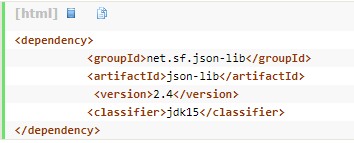 [html]
<dependency>
<groupId>net.sf.json-lib</groupId>
<artifactId>json-lib</artifactId>
<version>2.4</version>
<classifier>jdk15</classifier>
</dependency>